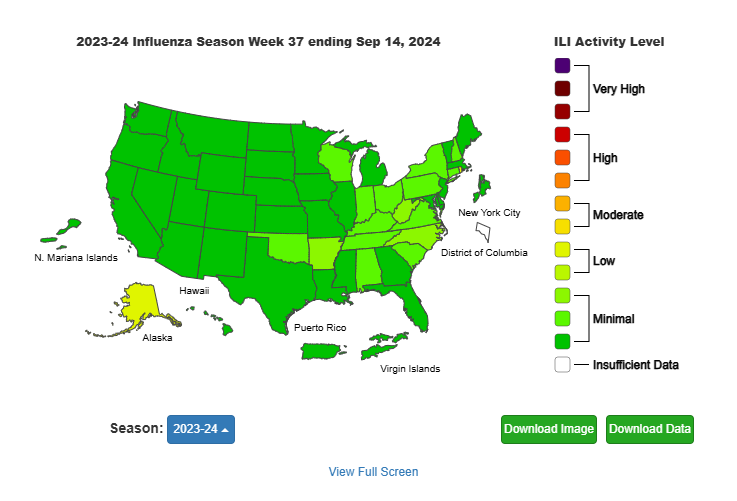 2023-24 Influenza Season Week 37 ending Sep 14, 2024
ILI Activity Level
Very High
High
Moderate
Low
Minimal
Insufficient Data
New York City
District of Columbia
N. Mariana Islands
Hawaii
Alaska
Puerto Rico
Virgin Islands
Season: 2023-24
Download Image Download Data
View Full Screen